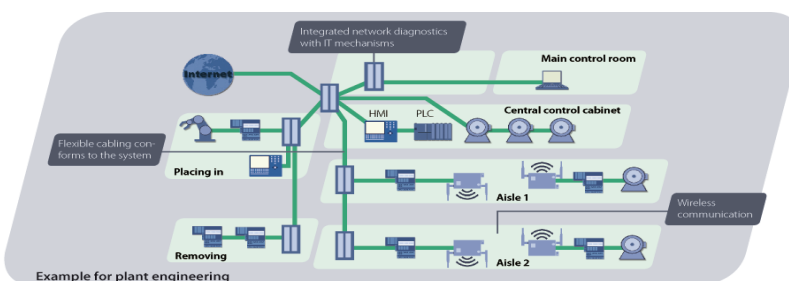 Integrated network diagnostics
with IT mechanisms
Internet
Main control room
HMI
PLC
Central control cabinet
Flexible cabling con-
forms to the system
Placing in
Aisle 1
Wireless
communication
Removing
Aisle 2
Example for plant engineering